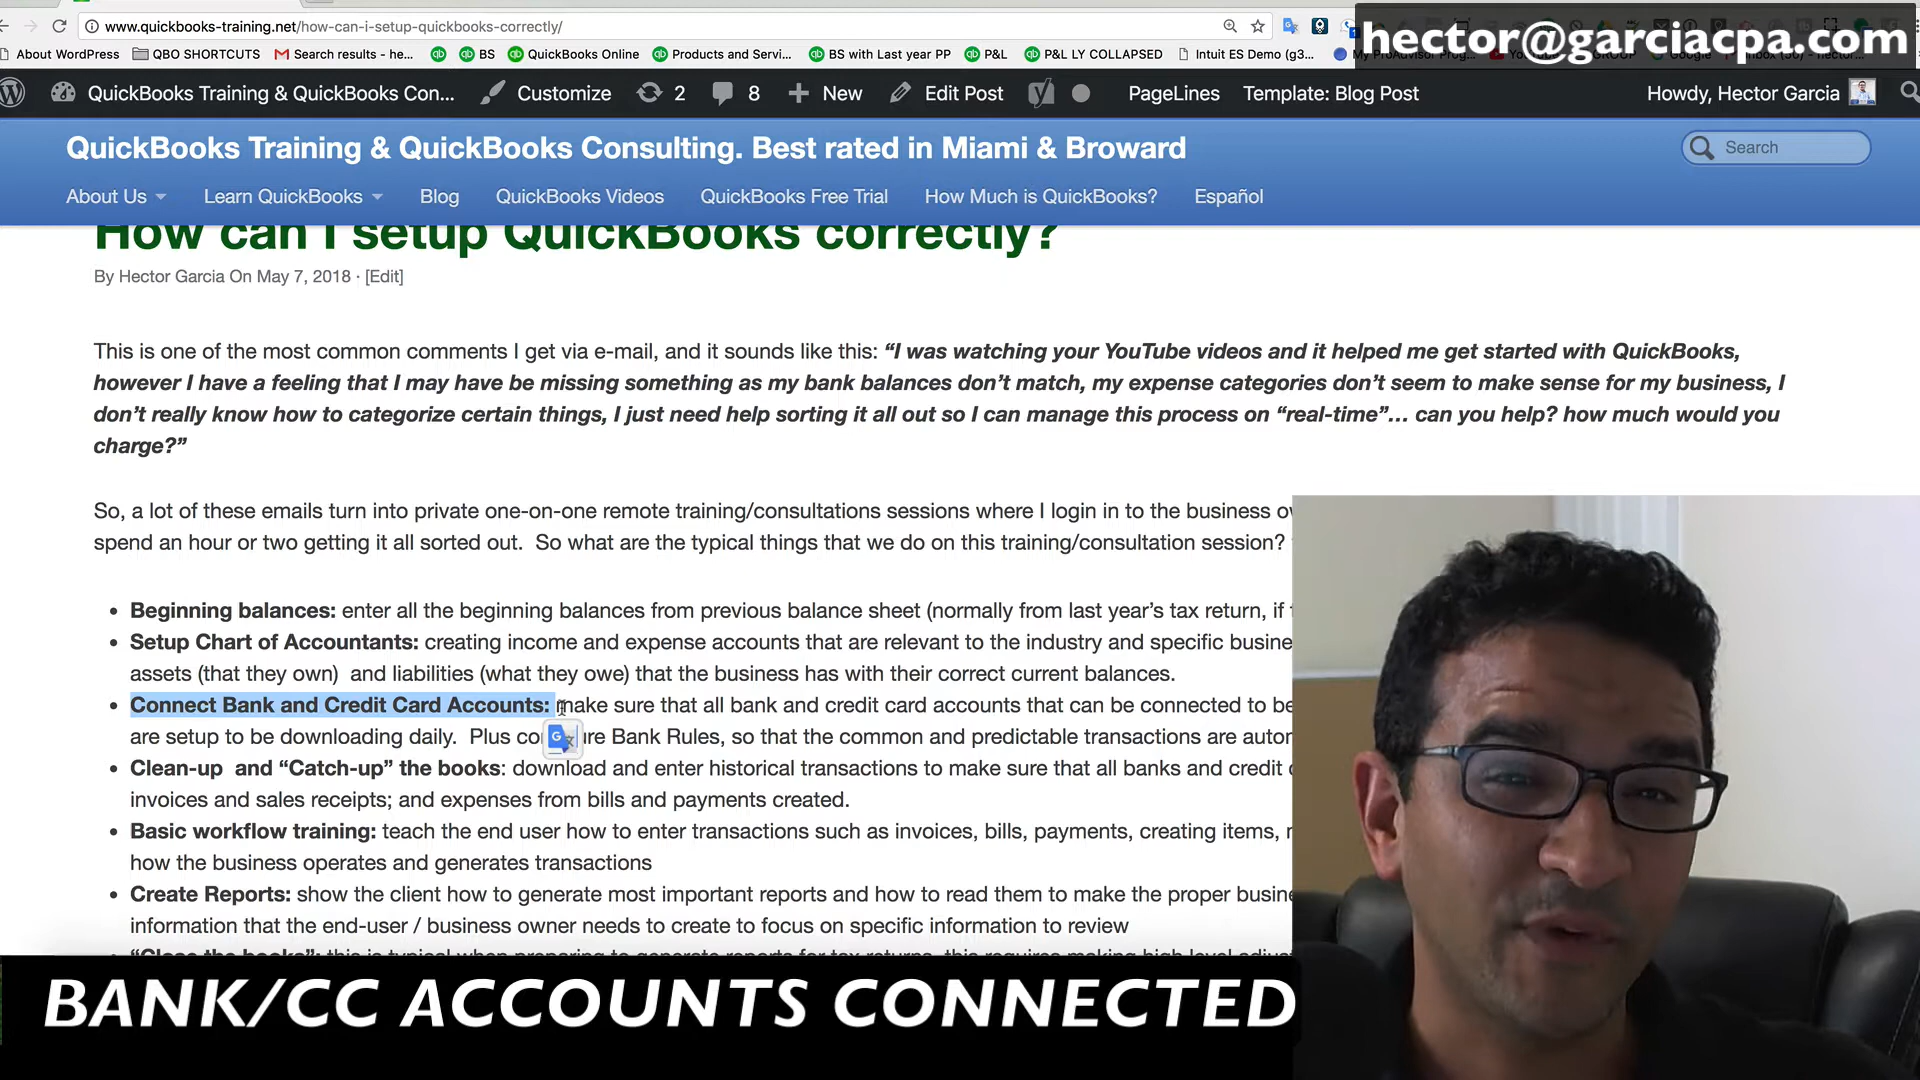 www.quickbooks-training.net/how-can-i-setup-quickbooks-correctly/
hector@garciacpa.com
About WordPress QBO SHORTCUTS Search results - he... BS QuickBooks Online Products and Servi... BS with Last year PP P&L P&L LY COLLAPSED Intuit ES Demo (g3...
QuickBooks Training & QuickBooks Con... Customize 2 8 New Edit Post PageLines Template: Blog Post Howdy, Hector Garcia
QuickBooks Training & QuickBooks Consulting. Best rated in Miami & Broward
Search
About Us Learn QuickBooks Blog QuickBooks Videos QuickBooks Free Trial How Much is QuickBooks? Español
How can I setup QuickBooks correctly?
By Hector Garcia On May 7, 2018 · [Edit]
This is one of the most common comments I get via e-mail, and it sounds like this: “I was watching your YouTube videos and it helped me get started with QuickBooks,
however I have a feeling that I may have be missing something as my bank balances don’t match, my expense categories don’t seem to make sense for my business, I
don’t really know how to categorize certain things, I just need help sorting it all out so I can manage this process on “real-time”... can you help? how much would you
charge?”
So, a lot of these emails turn into private one-on-one remote training/consultations sessions where I login in to the business
spend an hour or two getting it all sorted out. So what are the typical things that we do on this training/consultation session?
• Beginning balances: enter all the beginning balances from previous balance sheet (normally from last year’s tax return, if
• Setup Chart of Accountants: creating income and expense accounts that are relevant to the industry and specific
assets (that they own) and liabilities (what they owe) that the business has with their correct current balances.
• Connect Bank and Credit Card Accounts: make sure that all bank and credit card accounts that can be connected to
are setup to be downloading daily. Plus Bank Rules, so that the common and predictable transactions are
• Clean-up and “Catch-up” the books: download and enter historical transactions to make sure that all banks and credit
invoices and sales receipts; and expenses from bills and payments created.
• Basic workflow training: teach the end user how to enter transactions such as invoices, bills, payments, creating items,
how the business operates and generates transactions
• Create Reports: show the client how to generate most important reports and how to read them to make the proper
information that the end-user / business owner needs to create to focus on specific information to review
“Close the books”: this is typical when preparing to generate reports for tax returns, this requires making high level
BANK/CC ACCOUNTS CONNECTED